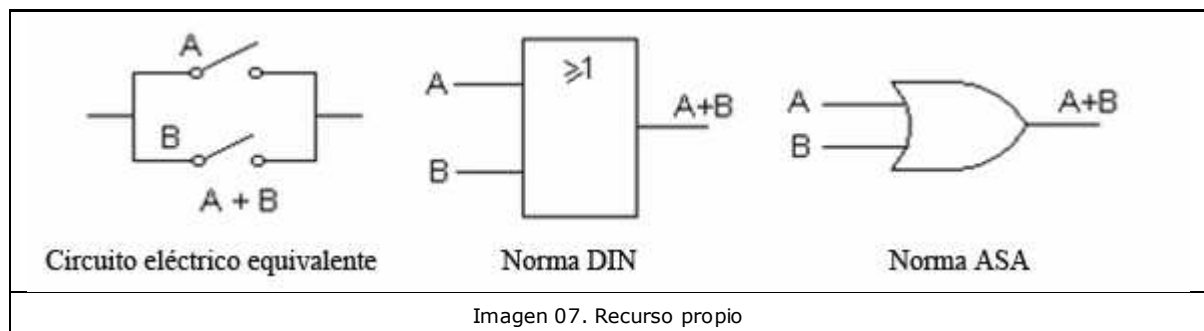 A
B
A + B
Circuito eléctrico equivalente
≥1
A
B
A+B
Norma DIN
A
B
A+B
Norma ASA
Imagen 07. Recurso propio